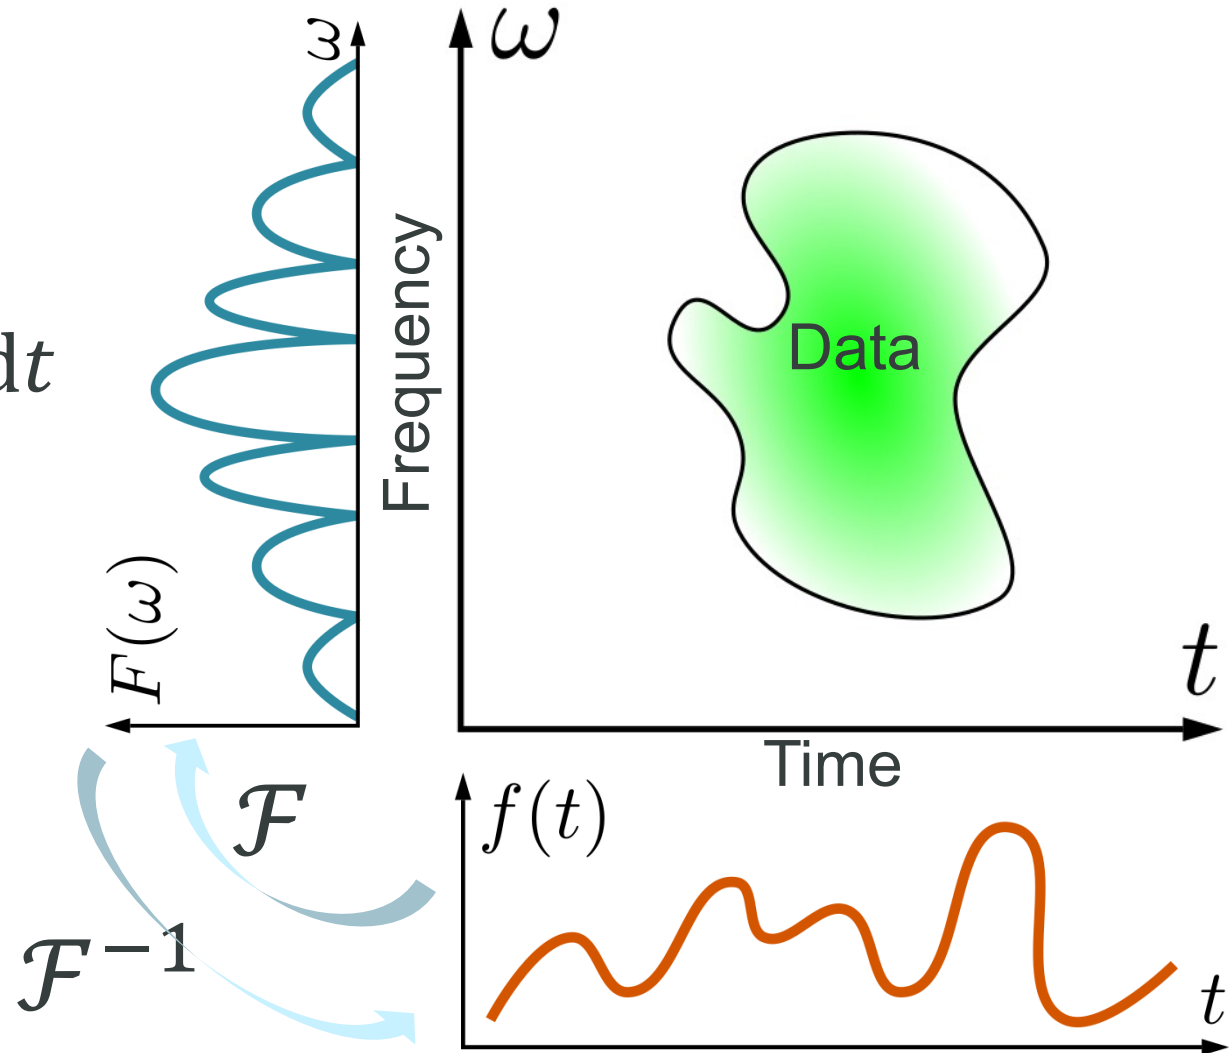 ω
ω
Frequency
Data
dt
F(ω)
t
Time
ℱ
f(t)
ℱ⁻¹
t